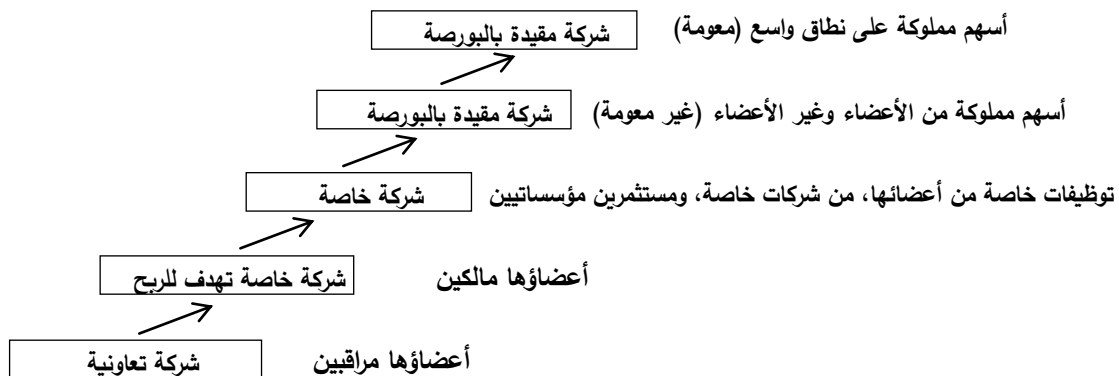 شركة مقيدة بالبورصة أسهم مملوكة على نطاق واسع (معومة)
شركة مقيدة بالبورصة أسهم مملوكة من الأعضاء وغير الأعضاء (غير معومة)
شركة خاصة توظيفات خاصة من أعضائها، من شركات خاصة، ومستثمرين مؤسساتيين
شركة خاصة تهدف للربح أعضاؤها مالكين
شركة تعاونية أعضاؤها مراقبين